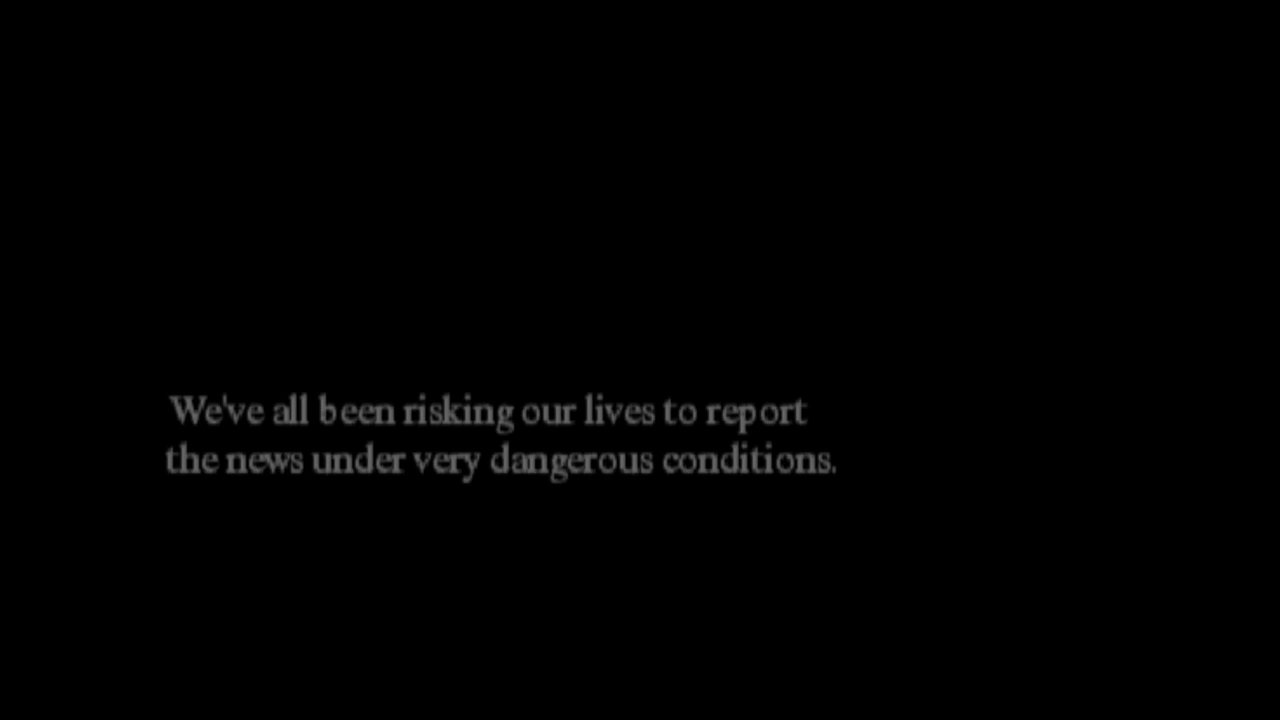 We've all been risking our lives to report
the news under very dangerous conditions.